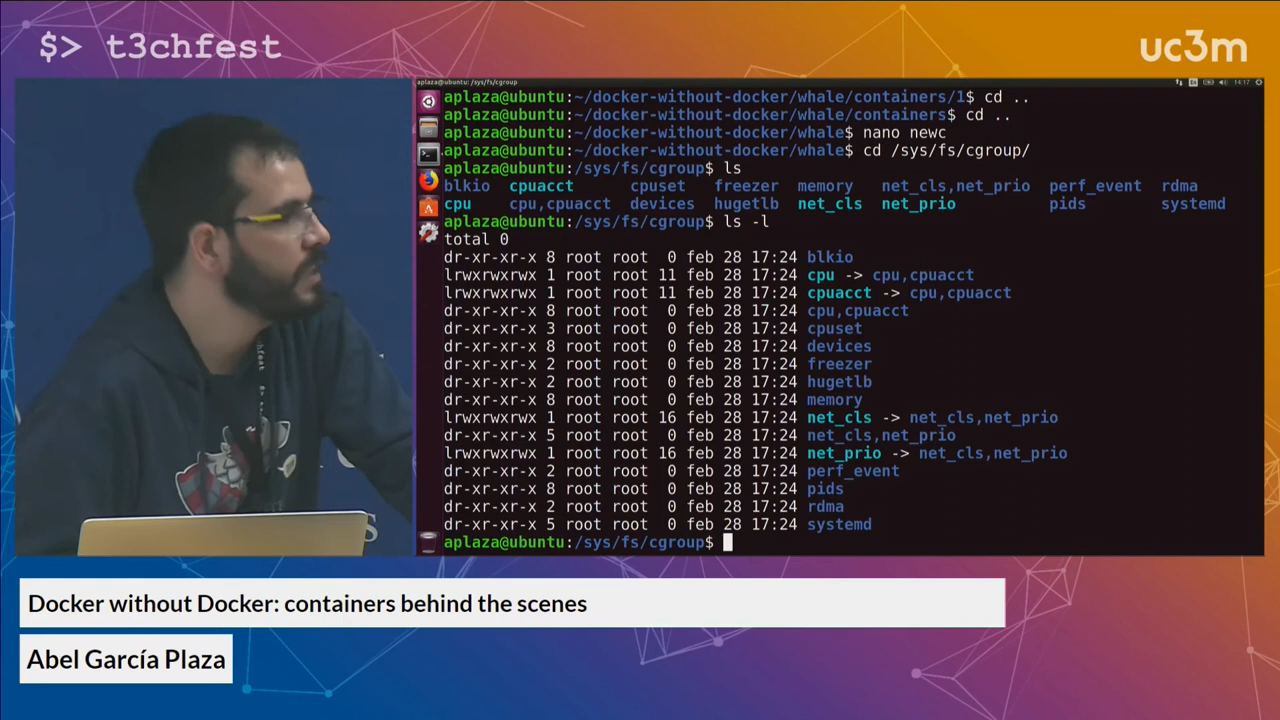 $> t3chfest
uc3m
aplaza@ubuntu: /sys/fs/cgroup
14:17
aplaza@ubuntu:~/docker-without-docker/whale/containers/1$ cd ..
aplaza@ubuntu:~/docker-without-docker/whale/containers$ cd ..
aplaza@ubuntu:~/docker-without-docker/whale$ nano newc
aplaza@ubuntu:~/docker-without-docker/whale$ cd /sys/fs/cgroup/
aplaza@ubuntu:/sys/fs/cgroup$ ls
blkio cpuacct cpuset freezer memory net_cls,net_prio perf_event rdma
cpu cpu,cpuacct devices hugetlb net_cls net_prio pids systemd
aplaza@ubuntu:/sys/fs/cgroup$ ls -l
total 0
dr-xr-xr-x 8 root root 0 feb 28 17:24 blkio
lrwxrwxrwx 1 root root 11 feb 28 17:24 cpu -> cpu,cpuacct
lrwxrwxrwx 1 root root 11 feb 28 17:24 cpuacct -> cpu,cpuacct
dr-xr-xr-x 8 root root 0 feb 28 17:24 cpu,cpuacct
dr-xr-xr-x 3 root root 0 feb 28 17:24 cpuset
dr-xr-xr-x 8 root root 0 feb 28 17:24 devices
dr-xr-xr-x 2 root root 0 feb 28 17:24 freezer
dr-xr-xr-x 2 root root 0 feb 28 17:24 hugetlb
dr-xr-xr-x 8 root root 0 feb 28 17:24 memory
lrwxrwxrwx 1 root root 16 feb 28 17:24 net_cls -> net_cls,net_prio
dr-xr-xr-x 5 root root 0 feb 28 17:24 net_cls,net_prio
lrwxrwxrwx 1 root root 16 feb 28 17:24 net_prio -> net_cls,net_prio
dr-xr-xr-x 2 root root 0 feb 28 17:24 perf_event
dr-xr-xr-x 8 root root 0 feb 28 17:24 pids
dr-xr-xr-x 2 root root 0 feb 28 17:24 rdma
dr-xr-xr-x 5 root root 0 feb 28 17:24 systemd
aplaza@ubuntu:/sys/fs/cgroup$
Docker without Docker: containers behind the scenes
Abel García Plaza